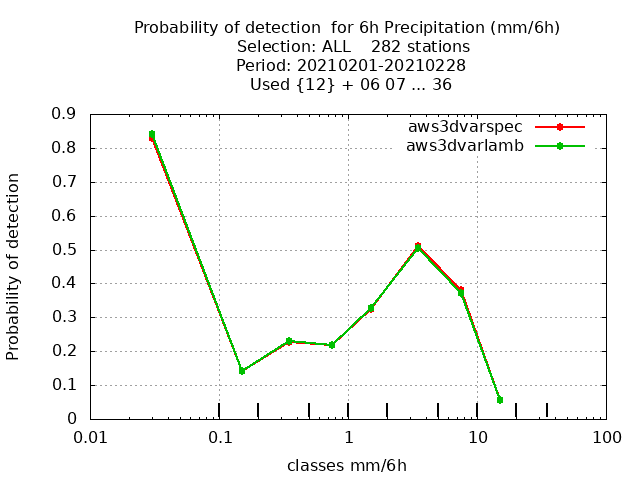 Probability of detection  for 6h Precipitation (mm/6h)
Selection: ALL    282 stations
Period: 20210201-20210228
Used {12} + 06 07 ... 36
aws3dvarspec
aws3dvarlamb
0.9
0.8
0.7
0.6
0.5
0.4
0.3
0.2
0.1
0
Probability of detection
0.01 0.1 1 10 100
classes mm/6h